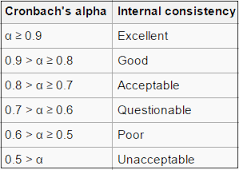 Cronbach's alpha Internal consistency
α ≥ 0.9 Excellent
0.9 > α ≥ 0.8 Good
0.8 > α ≥ 0.7 Acceptable
0.7 > α ≥ 0.6 Questionable
0.6 > α ≥ 0.5 Poor
0.5 > α Unacceptable